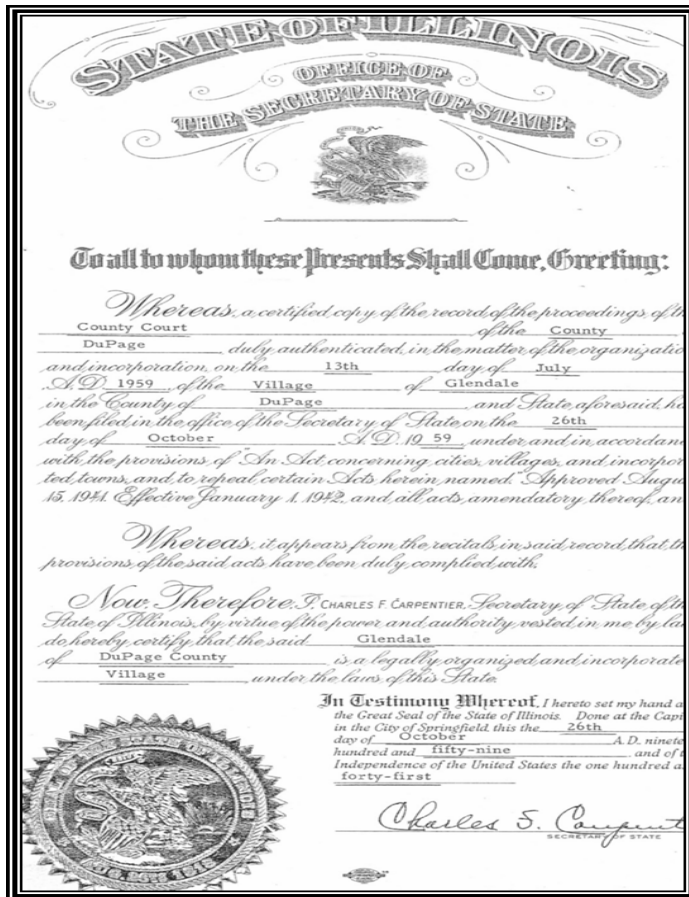 STATE OF ILLINOIS
OFFICE OF
THE SECRETARY OF STATE
To all to whom these Presents Shall Come, Greeting:
Whereas, a certified copy of the record of the proceedings of th
County Court of the County
DuPage duly authenticated, in the matter of the organizatio
and incorporation, on the 13th day of July
A.D. 1959 of the Village of Glendale
in the County of DuPage and State aforesaid, ha
been filed in the office of the Secretary of State, on the 26th
day of October A.D. 19 59 under and in accordan
with the provisions of "An Act concerning cities, villages, and incorpor
ted towns, and to repeal certain Acts herein named." Approved Augu
15, 1941. Effective January 1, 1942, and all acts amendatory thereof, an
Whereas, it appears from the recitals in said record, that th
provisions of the said acts have been duly complied with;
Now, Therefore, I, CHARLES F. CARPENTIER, Secretary of State of th
State of Illinois, by virtue of the power and authority vested in me by la
do hereby certify that the said Glendale
of DuPage County is a legally organized and incorporate
Village under the laws of this State.
In Testimony Whereof, I hereto set my hand a
the Great Seal of the State of Illinois. Done at the Capi
in the City of Springfield, this the 26th
day of October A.D. ninete
hundred and fifty-nine and of t
Independence of the United States the one hundred a
forty-first
Charles F. Carpent
SECRETARY OF STATE
AUG. 26TH 1818